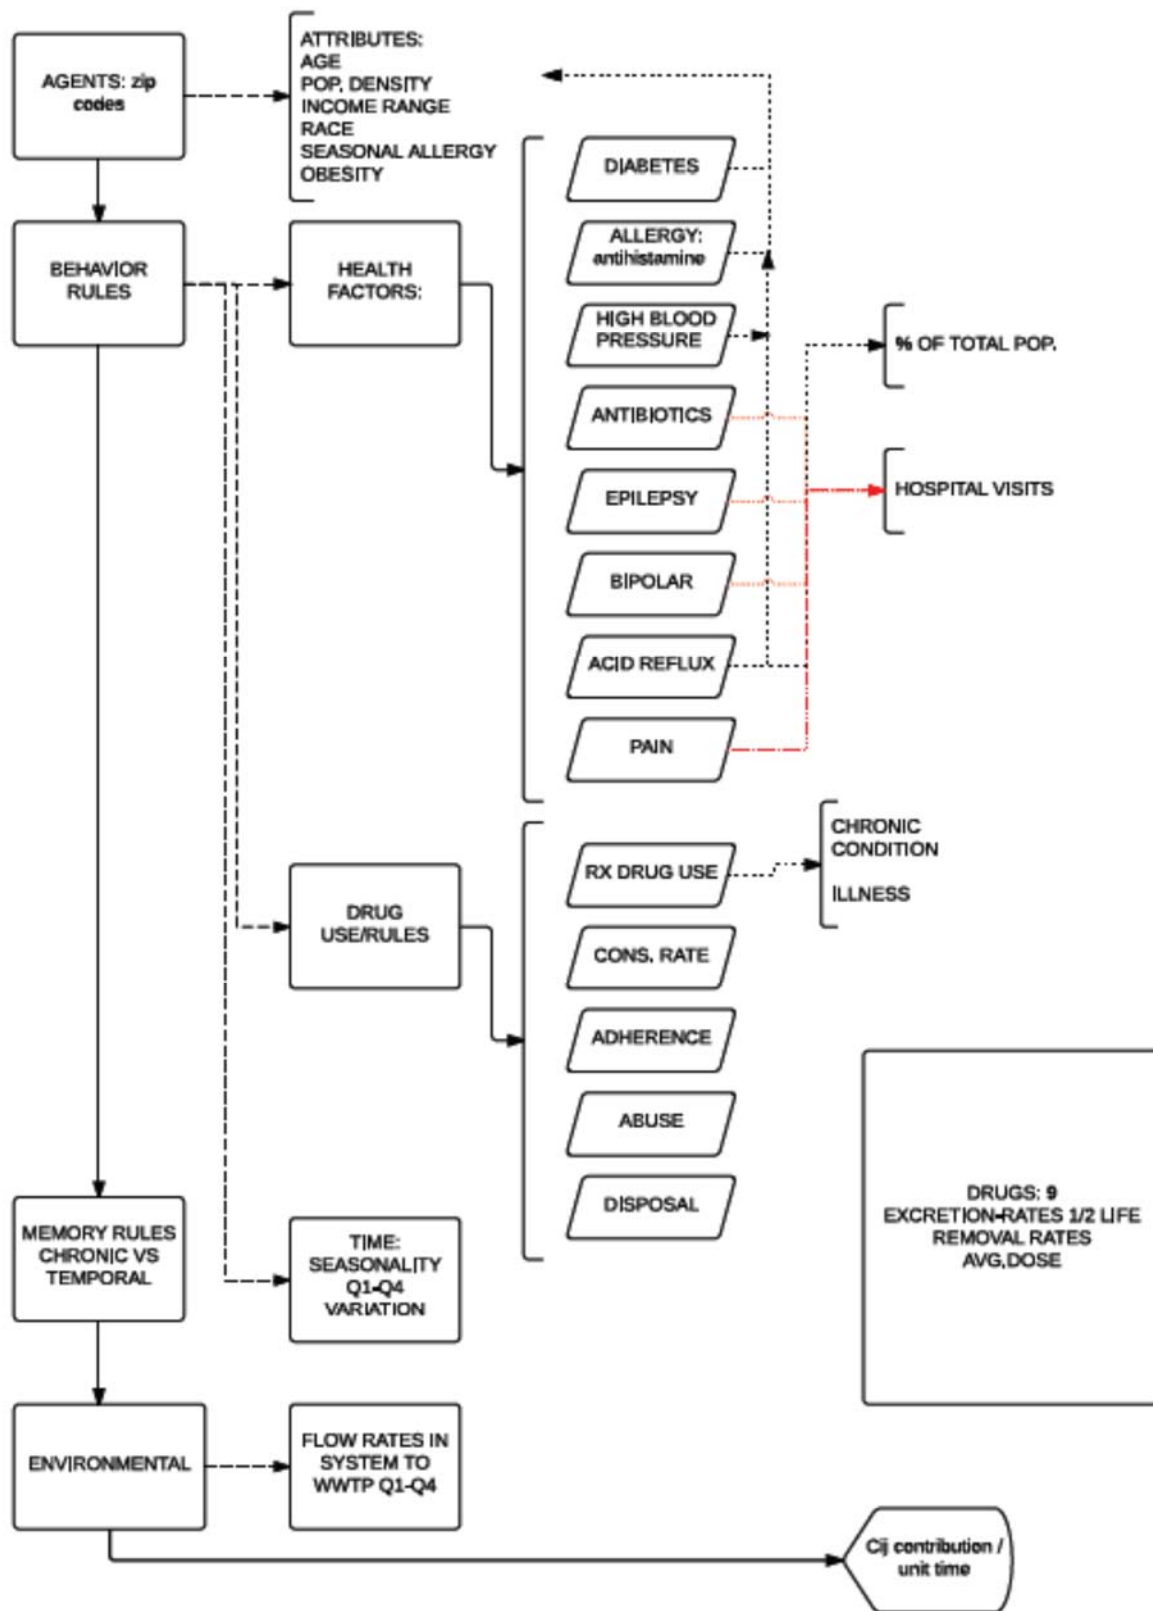 AGENTS: zip
codes
ATTRIBUTES:
AGE
POP. DENSITY
INCOME RANGE
RACE
SEASONAL ALLERGY
OBESITY
BEHAVIOR
RULES
HEALTH
FACTORS:
DIABETES
ALLERGY:
antihistamine
HIGH BLOOD
PRESSURE
ANTIBIOTICS
EPILEPSY
BIPOLAR
ACID REFLUX
PAIN
% OF TOTAL POP.
HOSPITAL VISITS
DRUG
USE/RULES
RX DRUG USE
CONS. RATE
ADHERENCE
ABUSE
DISPOSAL
CHRONIC
CONDITION
ILLNESS
DRUGS: 9
EXCRETION-RATES 1/2 LIFE
REMOVAL RATES
AVG.DOSE
MEMORY RULES
CHRONIC VS
TEMPORAL
TIME:
SEASONALITY
Q1-Q4
VARIATION
ENVIRONMENTAL
FLOW RATES IN
SYSTEM TO
WWTP Q1-Q4
Cij contribution /
unit time